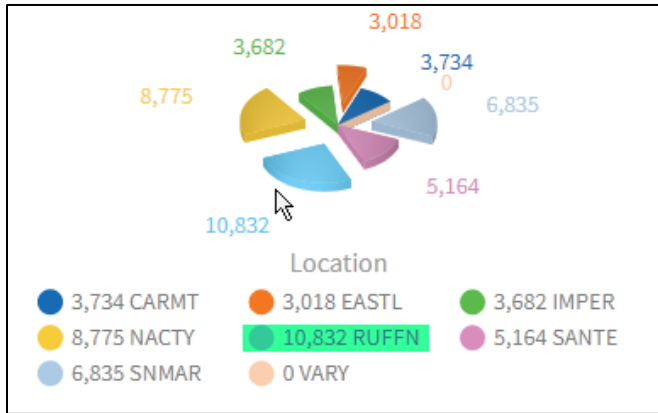 3,018
3,682
3,734
0
8,775
6,835
5,164
10,832
Location
3,734 CARMT
3,018 EASTL
3,682 IMPER
8,775 NACTY
10,832 RUFFN
5,164 SANTE
6,835 SNMAR
0 VARY